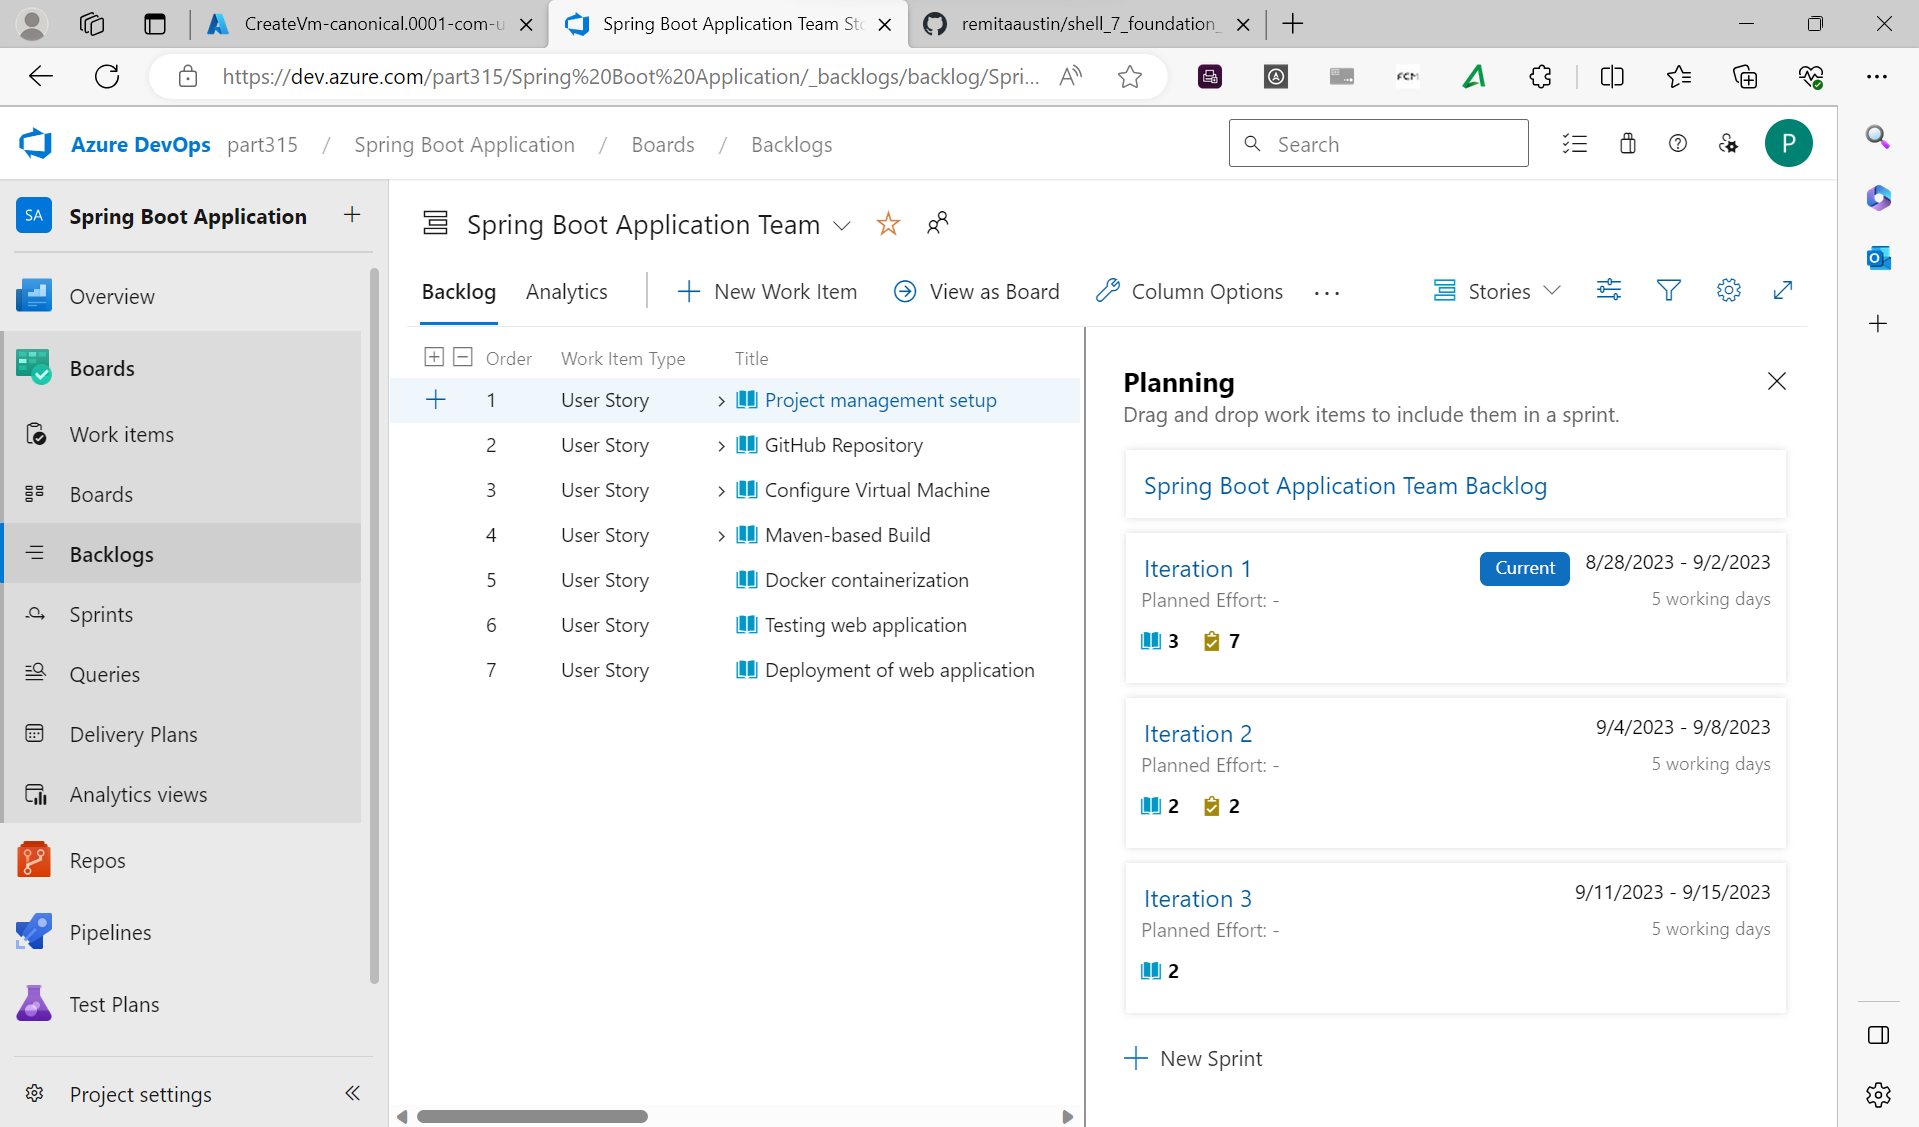 CreateVm-canonical.0001-com-u
Spring Boot Application Team Sto
remitaaustin/shell_7_foundation_
https://dev.azure.com/part315/Spring%20Boot%20Application/_backlogs/backlog/Spri...
FCM
Azure DevOps part315 / Spring Boot Application / Boards / Backlogs
Search
P
SA Spring Boot Application
Overview
Boards
Work items
Boards
Backlogs
Sprints
Queries
Delivery Plans
Analytics views
Repos
Pipelines
Test Plans
Project settings
Spring Boot Application Team
Backlog Analytics New Work Item View as Board Column Options Stories
Order Work Item Type Title
1 User Story Project management setup
2 User Story GitHub Repository
3 User Story Configure Virtual Machine
4 User Story Maven-based Build
5 User Story Docker containerization
6 User Story Testing web application
7 User Story Deployment of web application
Planning
Drag and drop work items to include them in a sprint.
Spring Boot Application Team Backlog
Iteration 1 Current 8/28/2023 - 9/2/2023
Planned Effort: - 5 working days
3 7
Iteration 2 9/4/2023 - 9/8/2023
Planned Effort: - 5 working days
2 2
Iteration 3 9/11/2023 - 9/15/2023
Planned Effort: - 5 working days
2
New Sprint